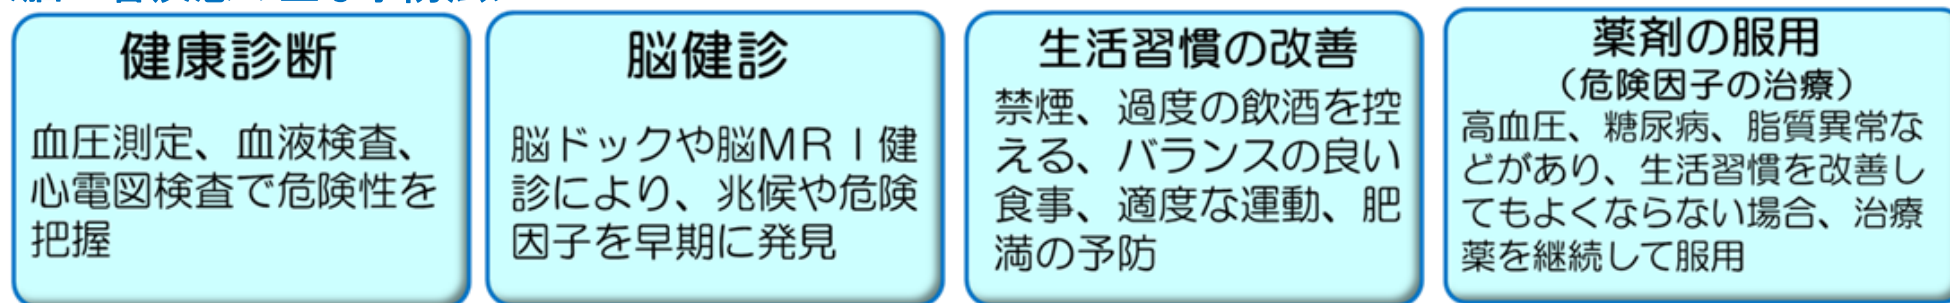 健康診断
血圧測定、血液検査、
心電図検査で危険性を
把握
脳健診
脳ドックや脳MRI健
診により、兆候や危険
因子を早期に発見
生活習慣の改善
禁煙、過度の飲酒を控
える、バランスの良い
食事、適度な運動、肥
満の予防
薬剤の服用
（危険因子の治療）
高血圧、糖尿病、脂質異常な
どがあり、生活習慣を改善し
てもよくならない場合、治療
薬を継続して服用